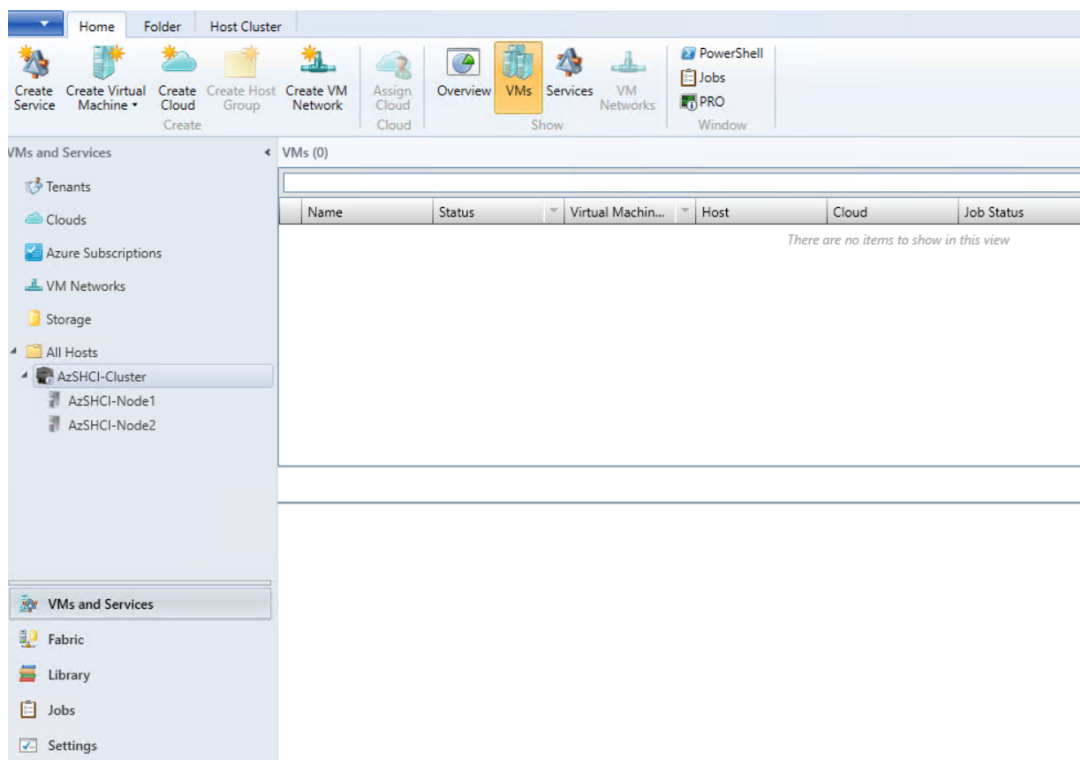 Home Folder Host Cluster
Create Service
Create Virtual Machine
Create Cloud
Create Host Group
Create VM Network
Assign Cloud
Overview
VMs
Services
VM Networks
PowerShell
Jobs
PRO
Create Cloud Show Window
VMs and Services
VMs (0)
Tenants
Clouds
Azure Subscriptions
VM Networks
Storage
All Hosts
AzSHCI-Cluster
AzSHCI-Node1
AzSHCI-Node2
Name Status Virtual Machin... Host Cloud Job Status
There are no items to show in this view
VMs and Services
Fabric
Library
Jobs
Settings